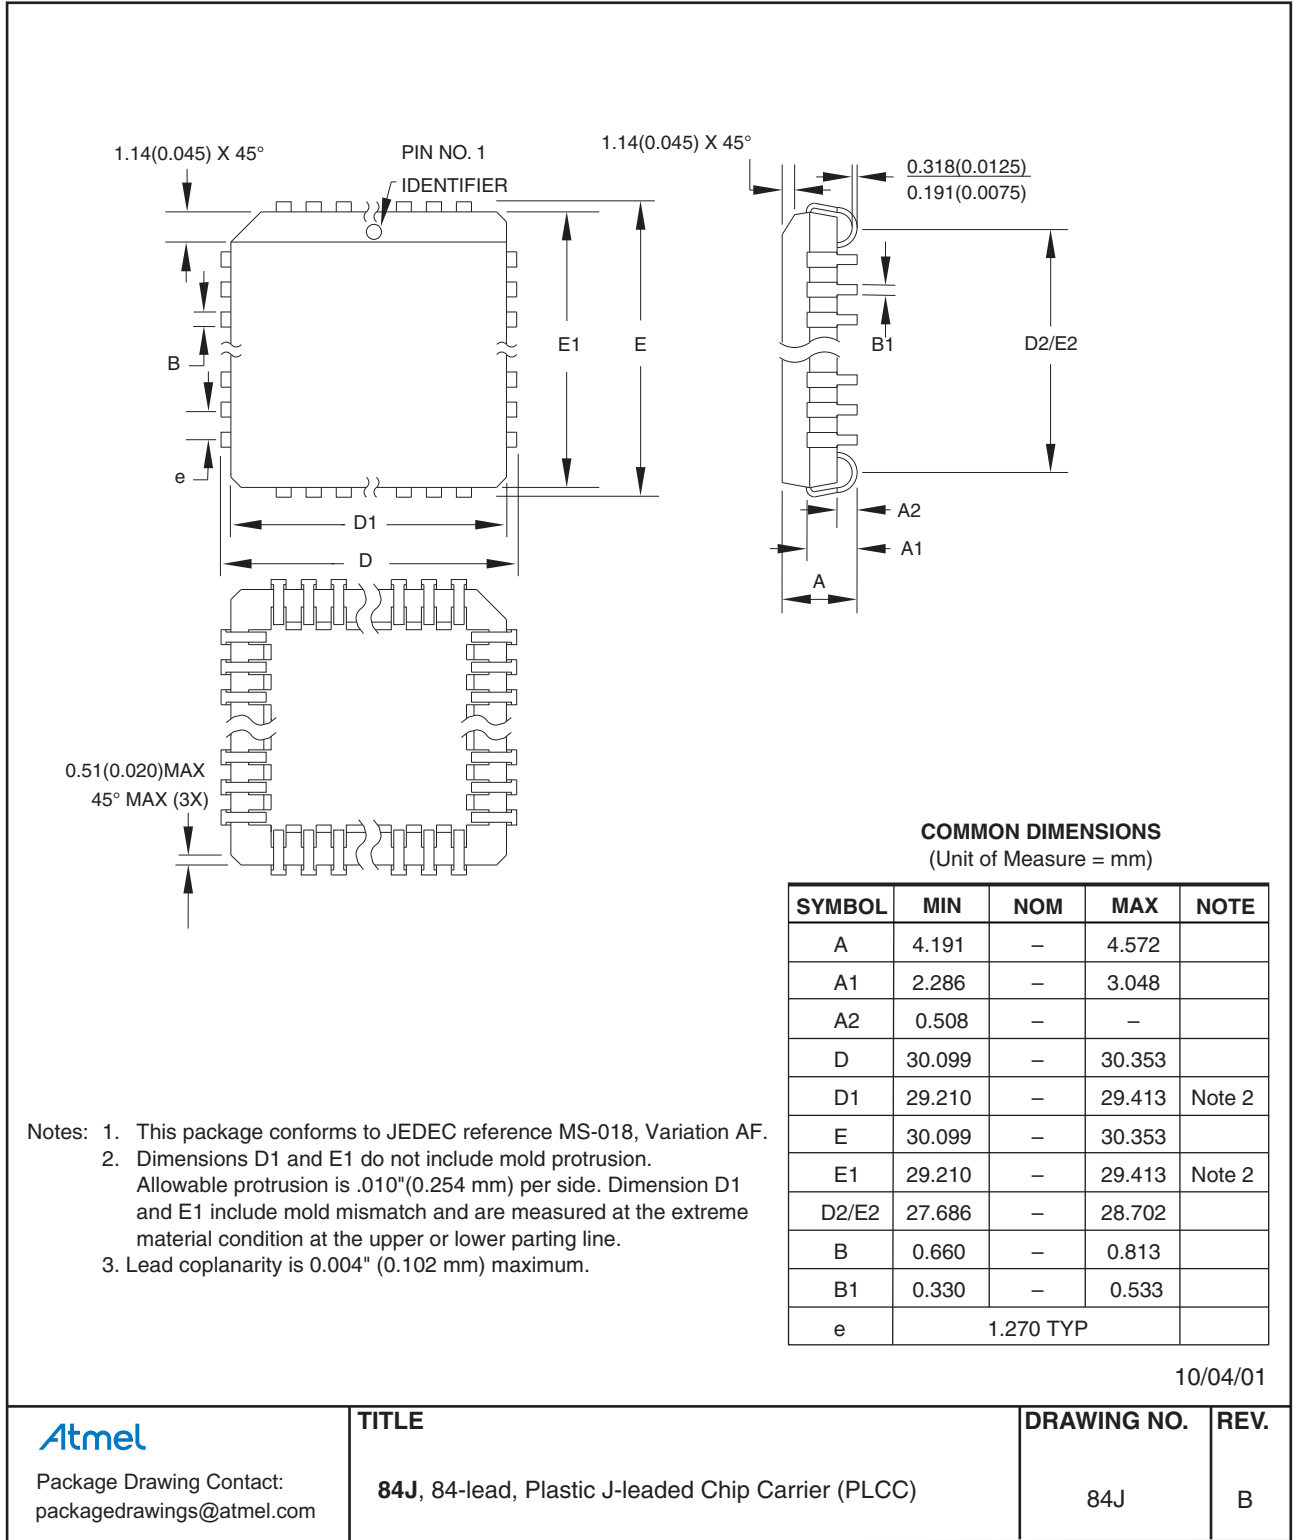 1.14(0.045) X 45°
PIN NO. 1
IDENTIFIER
1.14(0.045) X 45°
0.318(0.0125)
0.191(0.0075)
E1
E
B
e
B1
D2/E2
D1
D
A2
A1
A
0.51(0.020)MAX
45° MAX (3X)
COMMON DIMENSIONS
(Unit of Measure = mm)
SYMBOL MIN NOM MAX NOTE
A 4.191 – 4.572
A1 2.286 – 3.048
A2 0.508 – –
D 30.099 – 30.353
D1 29.210 – 29.413 Note 2
E 30.099 – 30.353
E1 29.210 – 29.413 Note 2
D2/E2 27.686 – 28.702
B 0.660 – 0.813
B1 0.330 – 0.533
e 1.270 TYP
Notes: 1. This package conforms to JEDEC reference MS-018, Variation AF.
2. Dimensions D1 and E1 do not include mold protrusion.
Allowable protrusion is .010"(0.254 mm) per side. Dimension D1
and E1 include mold mismatch and are measured at the extreme
material condition at the upper or lower parting line.
3. Lead coplanarity is 0.004" (0.102 mm) maximum.
10/04/01
Atmel
Package Drawing Contact:
packagedrawings@atmel.com
TITLE
84J, 84-lead, Plastic J-leaded Chip Carrier (PLCC)
DRAWING NO.
84J
REV.
B